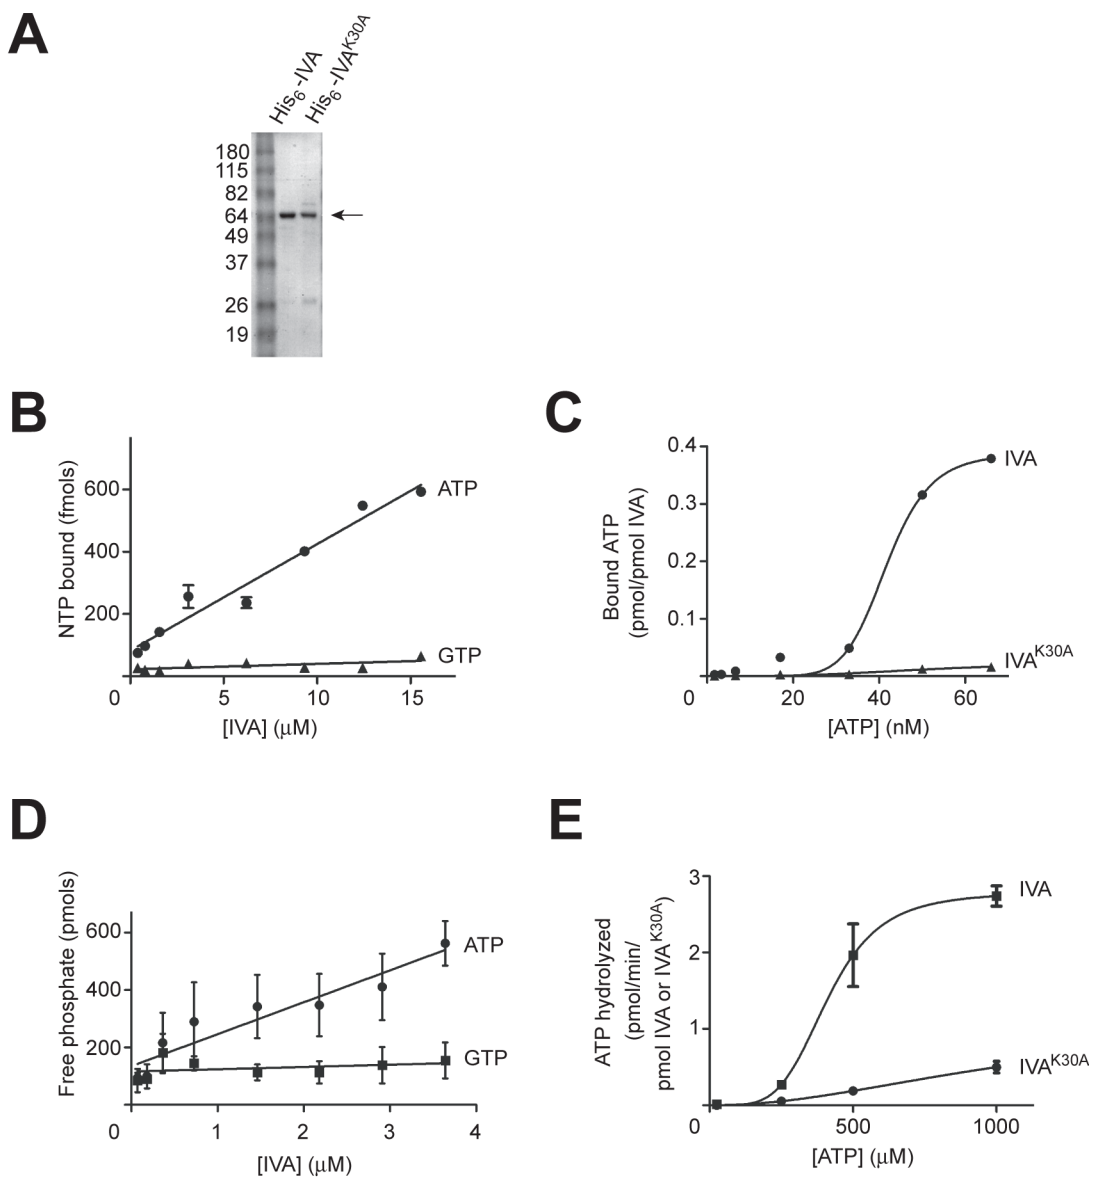 A
His6-IVA
His6-IVAK30A
180
115
82
64
49
37
26
19
B
NTP bound (fmols)
600
400
200
0
5
10
15
[IVA] (μM)
ATP
GTP
C
Bound ATP
(pmol/pmol IVA)
0.4
0.3
0.2
0.1
20
40
60
[ATP] (nM)
IVA
IVAK30A
D
Free phosphate (pmols)
600
400
200
0
1
2
3
4
[IVA] (μM)
ATP
GTP
E
ATP hydrolyzed
(pmol/min/
pmol IVA or IVAK30A)
3
2
1
0
500
1000
[ATP] (μM)
IVA
IVAK30A